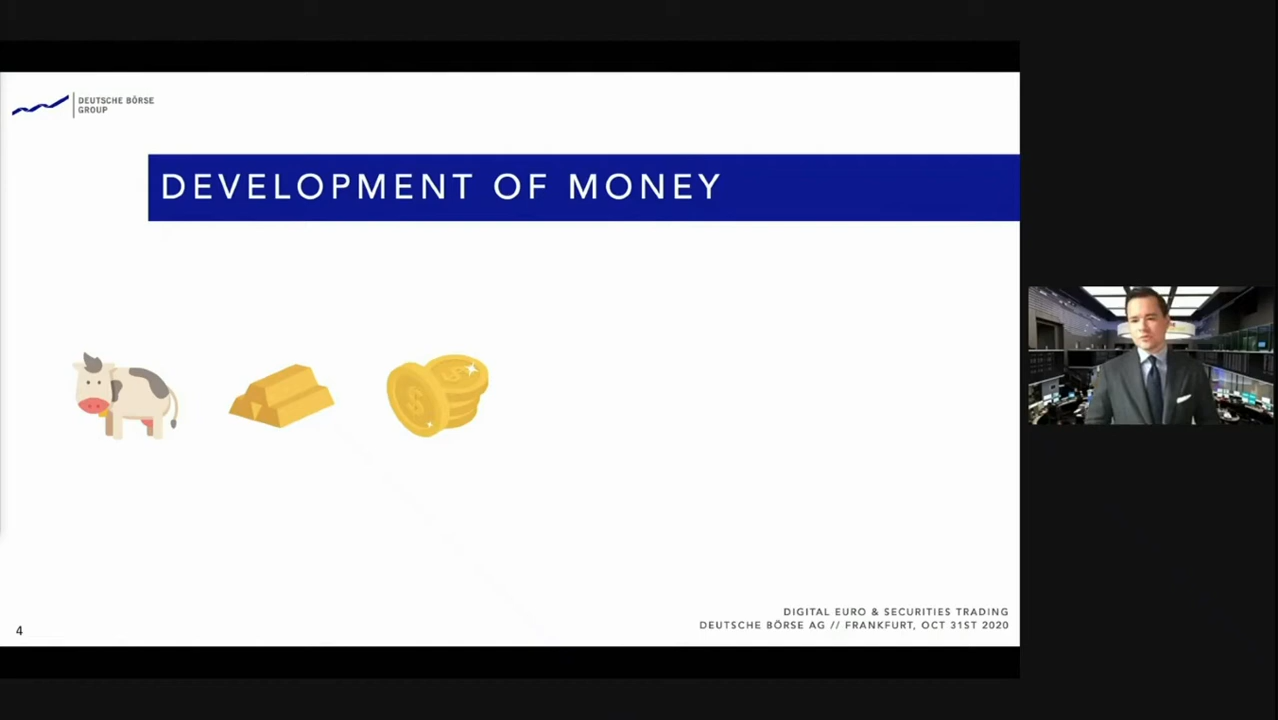 DEUTSCHE BÖRSE
GROUP
DEVELOPMENT OF MONEY
DIGITAL EURO & SECURITIES TRADING
DEUTSCHE BÖRSE AG // FRANKFURT, OCT 31ST 2020
4